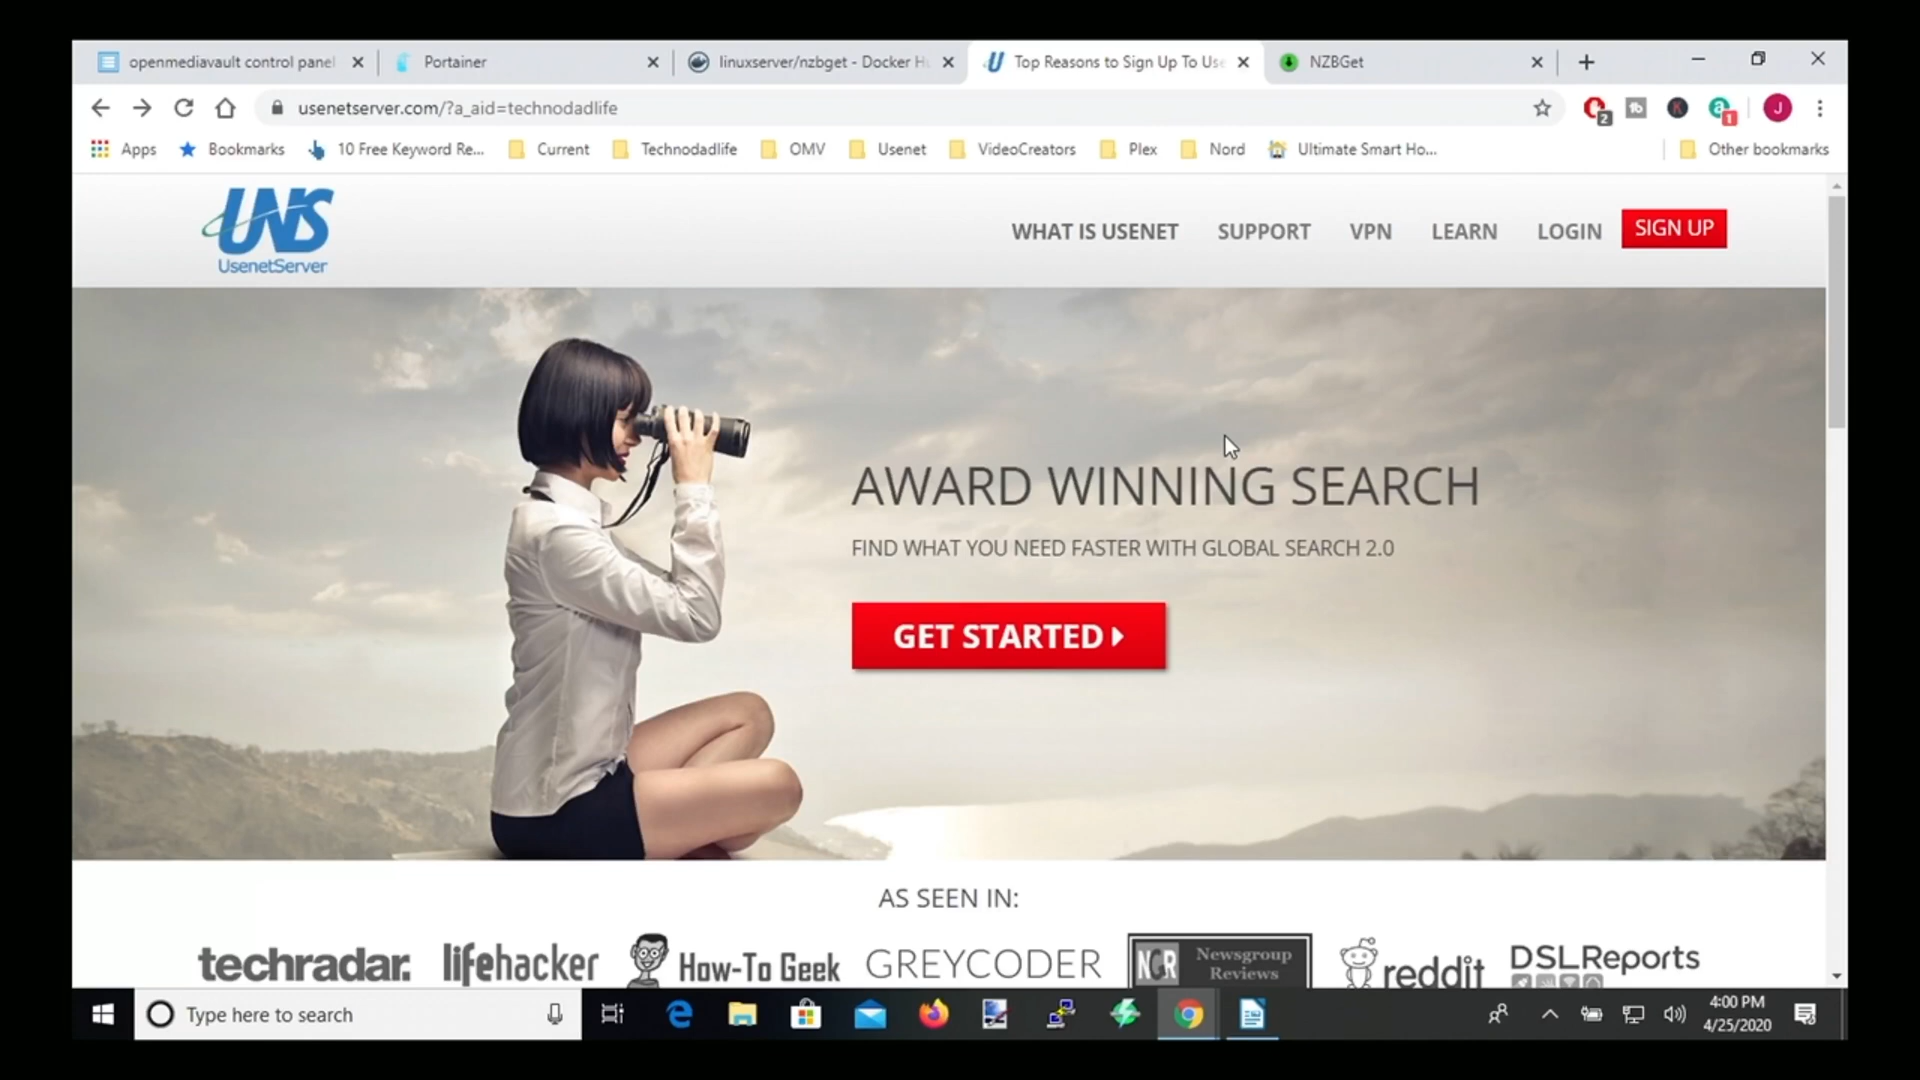 openmediavault control panel
Portainer
linuxserver/nzbget - Docker H
Top Reasons to Sign Up To Use
NZBGet
usenetserver.com/?a_aid=technodadlife
2
1
J
Apps
Bookmarks
10 Free Keyword Re...
Current
Technodadlife
OMV
Usenet
VideoCreators
Plex
Nord
Ultimate Smart Ho...
Other bookmarks
UNS
UsenetServer
WHAT IS USENET
SUPPORT
VPN
LEARN
LOGIN
SIGN UP
AWARD WINNING SEARCH
FIND WHAT YOU NEED FASTER WITH GLOBAL SEARCH 2.0
GET STARTED
AS SEEN IN:
techradar.
lifehacker
How-To Geek
GREYCODER
NGR
Newsgroup
Reviews
reddit
DSLReports
Type here to search
4:00 PM
4/25/2020